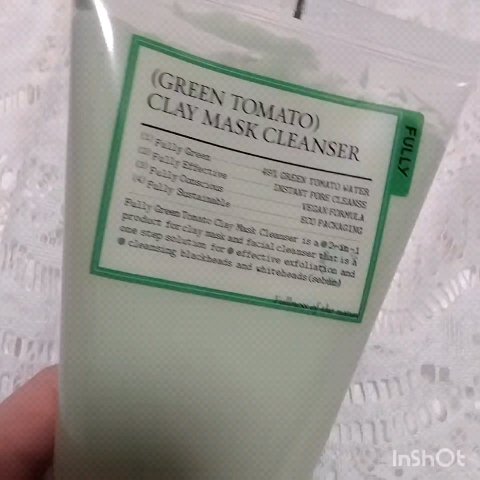 (GREEN TOMATO)
CLAY MASK CLEANSER
FULLY
(1) Fully Green 49% GREEN TOMATO WATER
(2) Fully Effective INSTANT PORE CLEANSE
(3) Fully Conscious VEGAN FORMULA
(4) Fully Sustainable ECO PACKAGING
Fully Green Tomato Clay Mask Cleanser is a 2-in-1
product for clay mask and facial cleanser that is a
one step solution for effective exfoliation and
cleansing blackheads and whiteheads (sebum)
InShOt